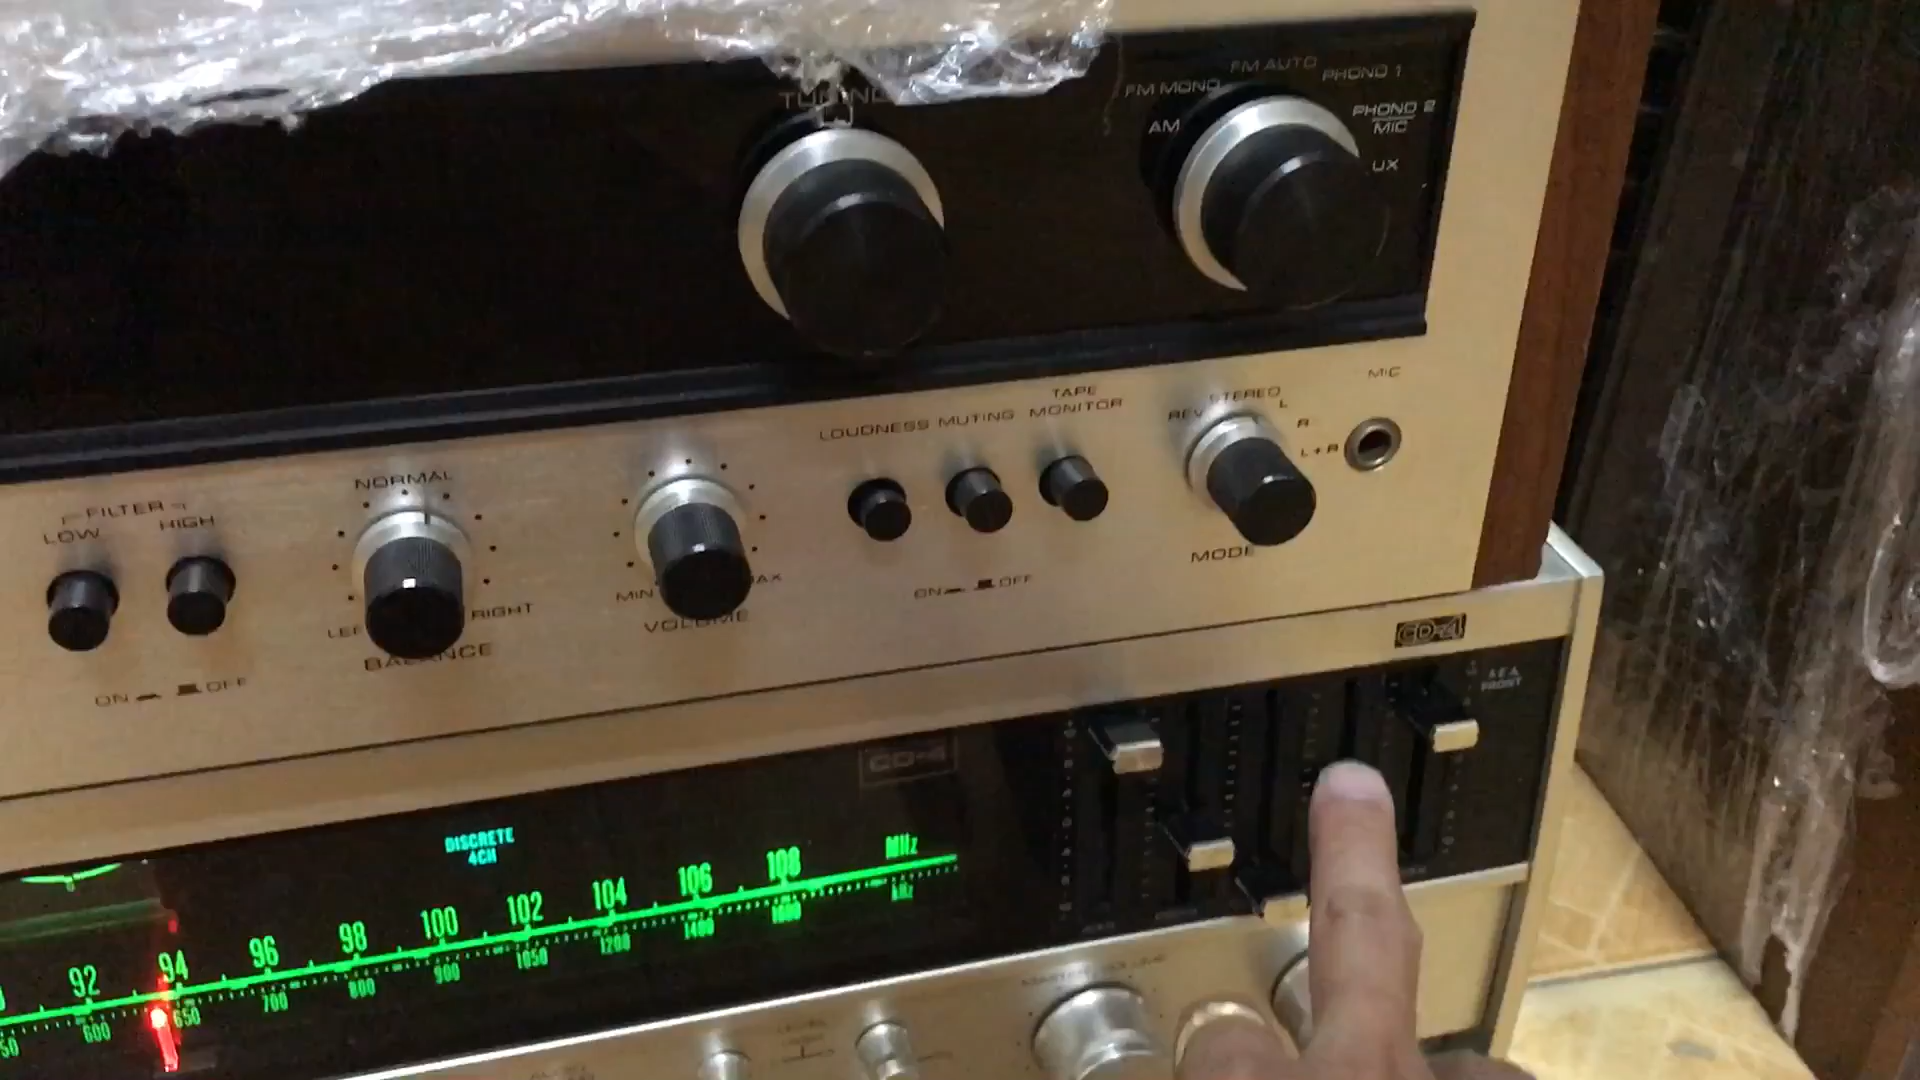 TUNING
AM
FM MONO
FM AUTO
PHONO 1
PHONO 2
MIC
UX
FILTER
LOW
HIGH
ON
OFF
NORMAL
LEF
RIGHT
BALANCE
MIN
AX
VOLUME
LOUDNESS
MUTING
TAPE
MONITOR
ON
OFF
REV
STEREO
L
R
L+R
MODE
MIC
CD-4
FRONT
CD-4
DISCRETE
4CH
92
94
96
98
100
102
104
106
108
MHz
50
600
650
700
800
900
1050
1200
1400
1600
kHz